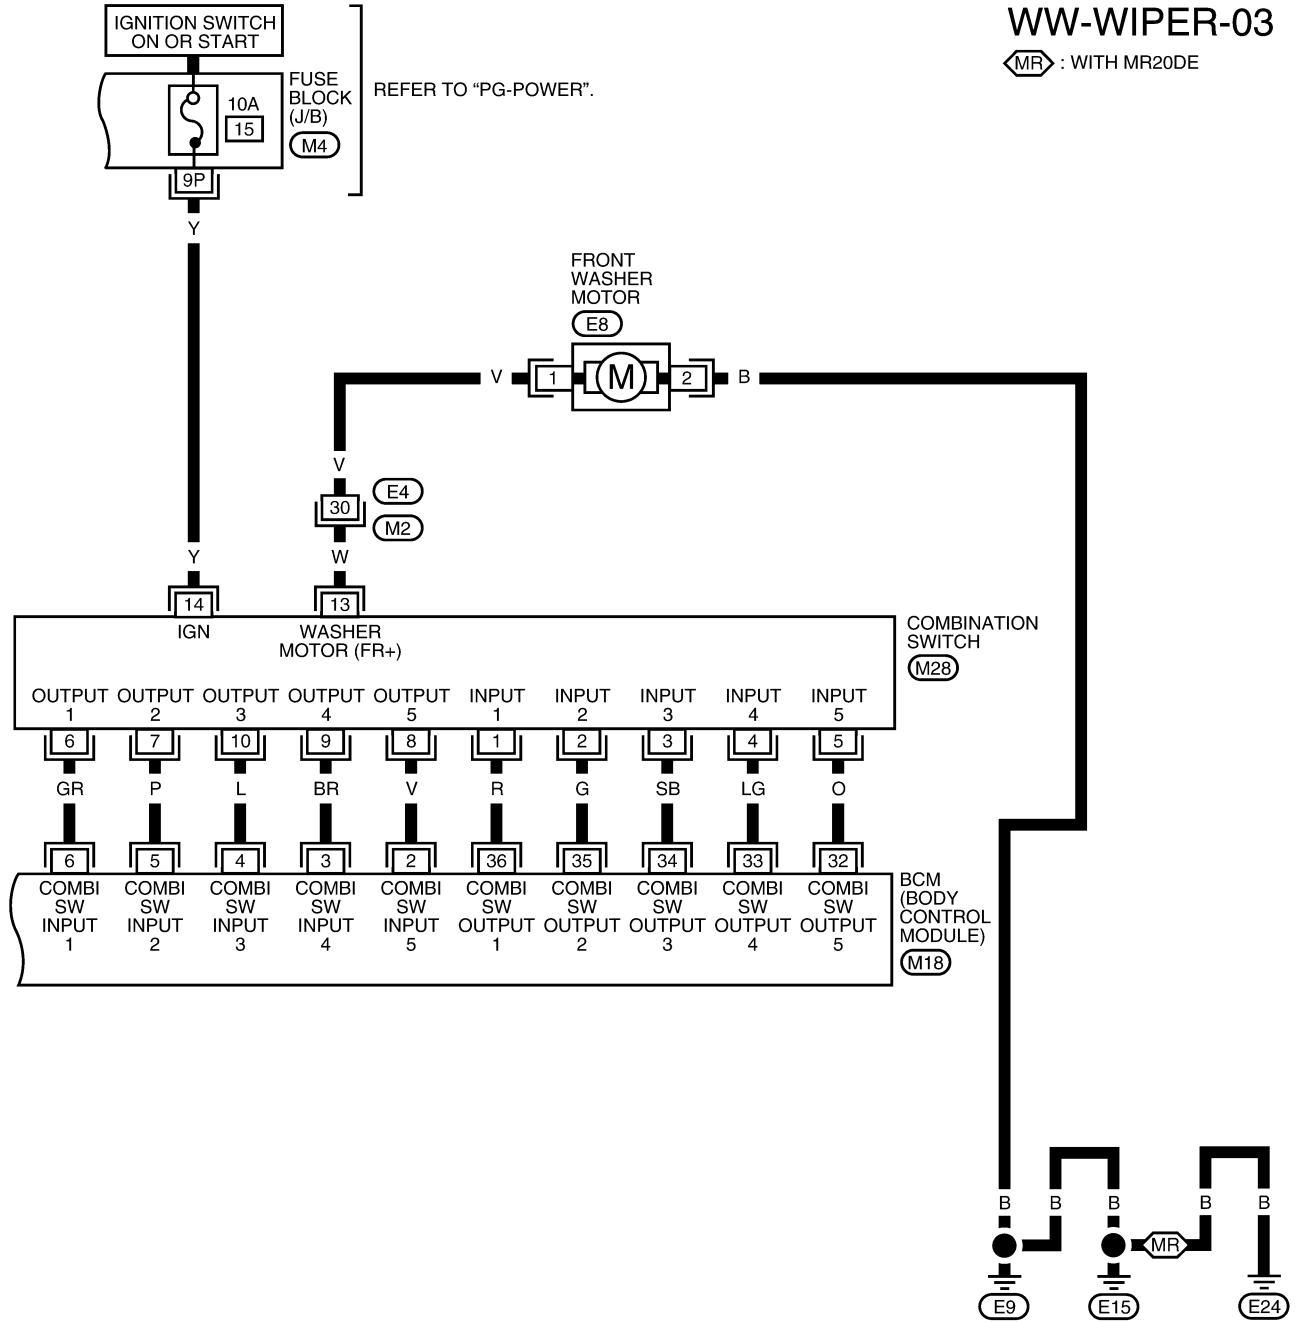 WW-WIPER-03
MR : WITH MR20DE
IGNITION SWITCH
ON OR START
FUSE
BLOCK
(J/B)
M4
10A
15
REFER TO “PG-POWER”.
9P
Y
FRONT
WASHER
MOTOR
E8
V 1 M 2 B
V
30
E4
M2
Y W
14 13
IGN
WASHER
MOTOR (FR+)
COMBINATION
SWITCH
M28
OUTPUT OUTPUT OUTPUT OUTPUT OUTPUT INPUT INPUT INPUT INPUT INPUT
1 2 3 4 5 1 2 3 4 5
6 7 10 9 8 1 2 3 4 5
GR P L BR V R G SB LG O
6 5 4 3 2 36 35 34 33 32
COMBI COMBI COMBI COMBI COMBI COMBI COMBI COMBI COMBI COMBI
SW SW SW SW SW SW SW SW SW SW
INPUT INPUT INPUT INPUT INPUT OUTPUT OUTPUT OUTPUT OUTPUT OUTPUT
1 2 3 4 5 1 2 3 4 5
BCM
(BODY
CONTROL
MODULE)
M18
B B B B B
MR
E9 E15 E24